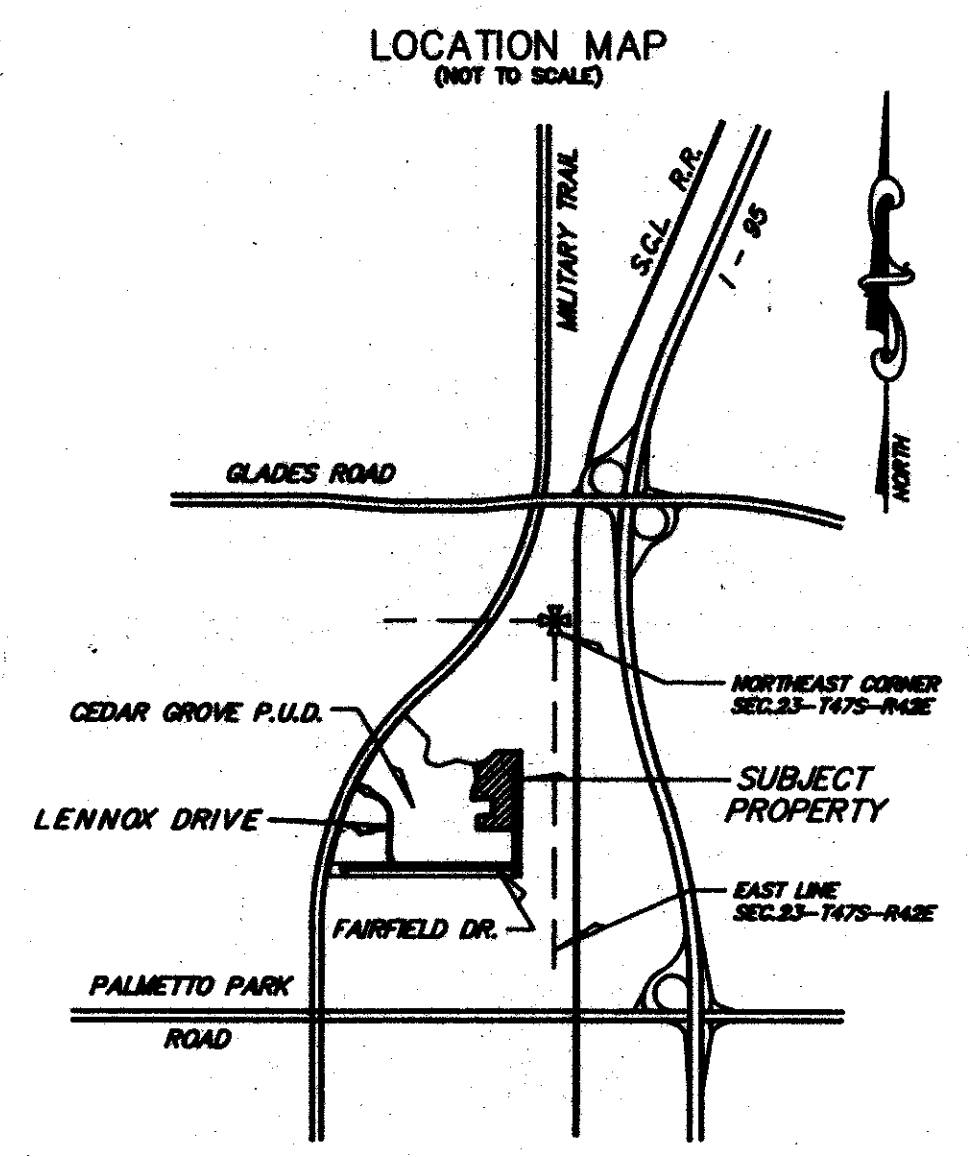 LOCATION MAP
(NOT TO SCALE)
MILITARY TRAIL
S.C.L. R.R.
I - 95
NORTH
GLADES ROAD
NORTHEAST CORNER
SEC.23-T47S-R42E
CEDAR GROVE P.U.D.
SUBJECT
PROPERTY
LENNOX DRIVE
EAST LINE
SEC.23-T47S-R42E
FAIRFIELD DR.
PALMETTO PARK
ROAD